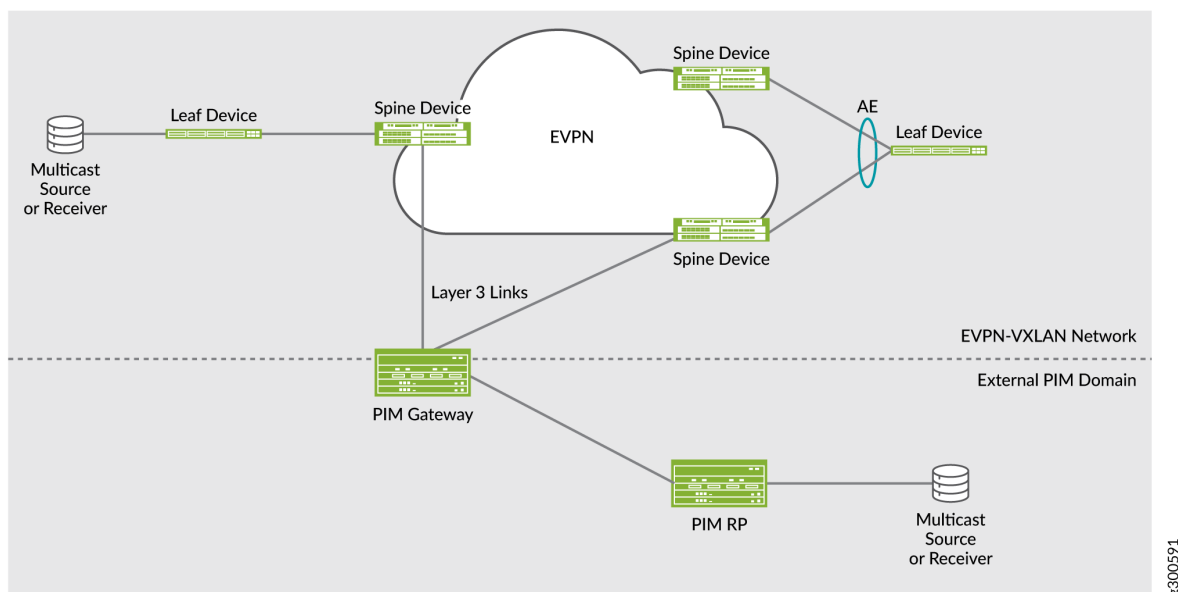 Spine Device
AE
Leaf Device
Spine Device
EVPN
Leaf Device
Multicast
Source
or Receiver
Spine Device
Layer 3 Links
EVPN-VXLAN Network
External PIM Domain
PIM Gateway
PIM RP
Multicast
Source
or Receiver
g300591